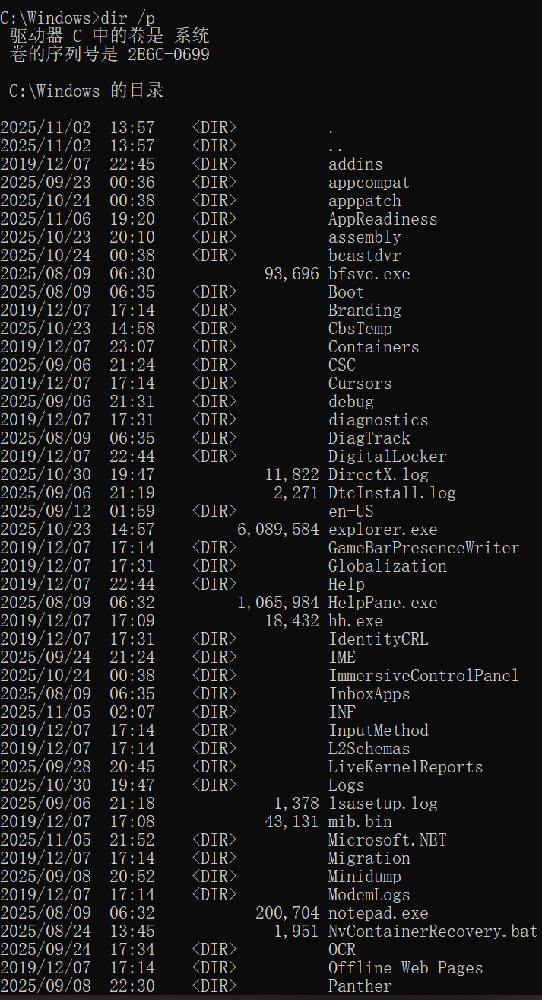 C:\Windows>dir /p
 驱动器 C 中的卷是 系统
 卷的序列号是 2E6C-0699

 C:\Windows 的目录

2025/11/02  13:57    <DIR>          .
2025/11/02  13:57    <DIR>          ..
2019/12/07  22:45    <DIR>          addins
2025/09/23  00:36    <DIR>          appcompat
2025/10/24  00:38    <DIR>          apppatch
2025/11/06  19:20    <DIR>          AppReadiness
2025/10/23  20:10    <DIR>          assembly
2025/10/24  00:38    <DIR>          bcastdvr
2025/08/09  06:30            93,696 bfsvc.exe
2025/08/09  06:35    <DIR>          Boot
2019/12/07  17:14    <DIR>          Branding
2025/10/23  14:58    <DIR>          CbsTemp
2019/12/07  23:07    <DIR>          Containers
2025/09/06  21:24    <DIR>          CSC
2019/12/07  17:14    <DIR>          Cursors
2025/09/06  21:31    <DIR>          debug
2019/12/07  17:31    <DIR>          diagnostics
2025/08/09  06:35    <DIR>          DiagTrack
2019/12/07  22:44    <DIR>          DigitalLocker
2025/10/30  19:47            11,822 DirectX.log
2025/09/06  21:19             2,271 DtcInstall.log
2025/09/12  01:59    <DIR>          en-US
2025/10/23  14:57         6,089,584 explorer.exe
2019/12/07  17:14    <DIR>          GameBarPresenceWriter
2019/12/07  17:31    <DIR>          Globalization
2019/12/07  22:44    <DIR>          Help
2025/08/09  06:32         1,065,984 HelpPane.exe
2019/12/07  17:09            18,432 hh.exe
2019/12/07  17:31    <DIR>          IdentityCRL
2025/09/24  21:24    <DIR>          IME
2025/10/24  00:38    <DIR>          ImmersiveControlPanel
2025/08/09  06:35    <DIR>          InboxApps
2025/11/05  02:07    <DIR>          INF
2019/12/07  17:14    <DIR>          InputMethod
2019/12/07  17:14    <DIR>          L2Schemas
2025/09/28  20:45    <DIR>          LiveKernelReports
2025/10/30  19:47    <DIR>          Logs
2025/09/06  21:18             1,378 lsasetup.log
2019/12/07  17:08            43,131 mib.bin
2025/11/05  21:52    <DIR>          Microsoft.NET
2019/12/07  17:14    <DIR>          Migration
2025/09/08  20:52    <DIR>          Minidump
2019/12/07  17:14    <DIR>          ModemLogs
2025/08/09  06:32           200,704 notepad.exe
2025/08/24  13:45             1,951 NvContainerRecovery.bat
2025/09/24  17:34    <DIR>          OCR
2019/12/07  17:14    <DIR>          Offline Web Pages
2025/09/08  22:30    <DIR>          Panther